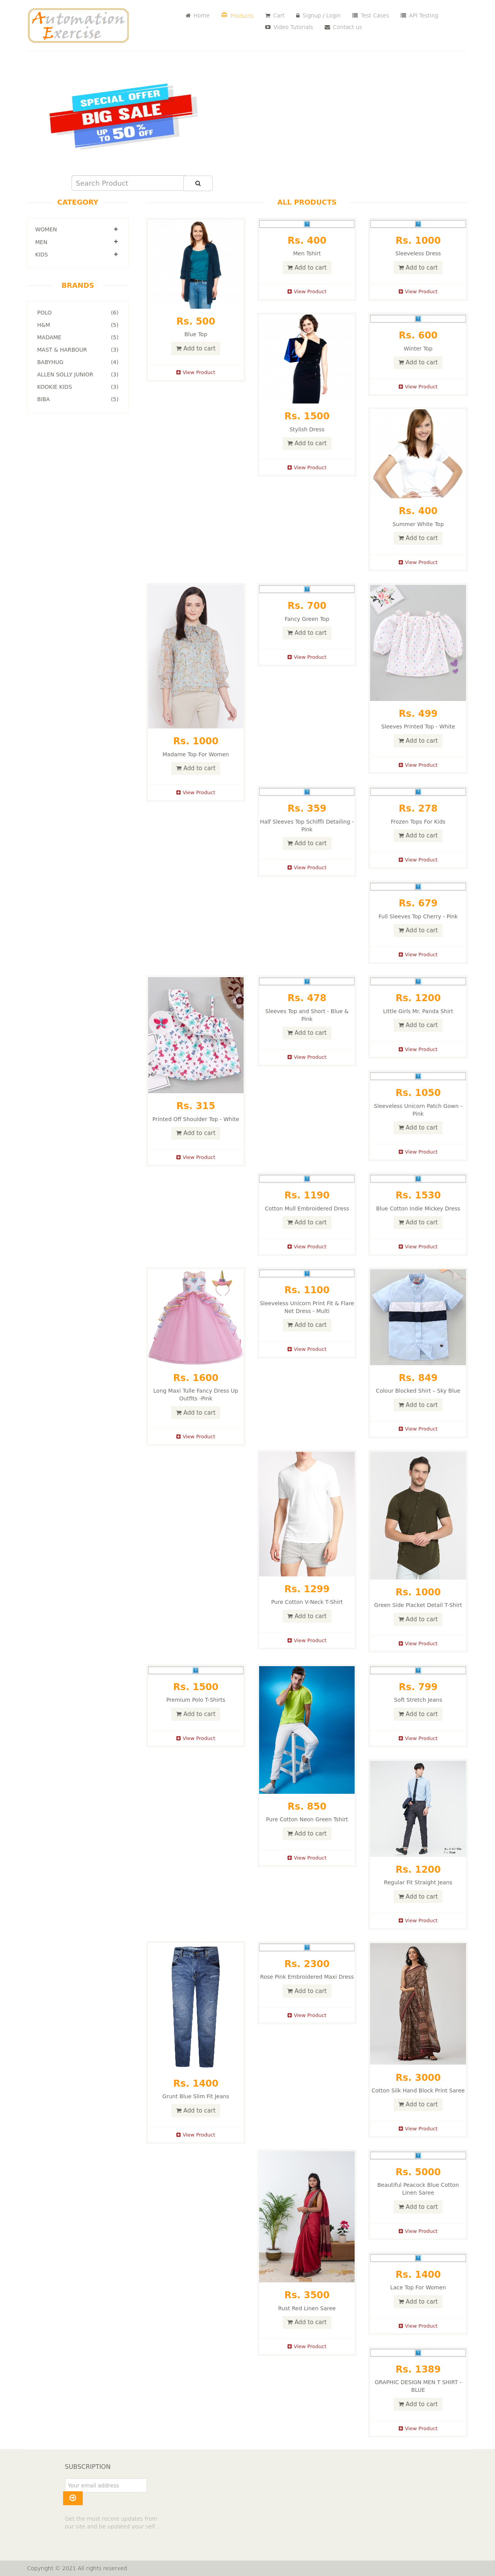 Automation
Exercise
Home
Products
Cart
Signup / Login
Test Cases
API Testing
Video Tutorials
Contact us
SPECIAL OFFER
BIG SALE
UP TO 50% OFF
Search Product
CATEGORY
WOMEN
MEN
KIDS
BRANDS
POLO (6)
H&M (5)
MADAME (5)
MAST & HARBOUR (3)
BABYHUG (4)
ALLEN SOLLY JUNIOR (3)
KOOKIE KIDS (3)
BIBA (5)
ALL PRODUCTS
Rs. 500
Blue Top
Add to cart
View Product
Rs. 400
Men Tshirt
Add to cart
View Product
Rs. 1000
Sleeveless Dress
Add to cart
View Product
Rs. 1500
Stylish Dress
Add to cart
View Product
Rs. 600
Winter Top
Add to cart
View Product
Rs. 400
Summer White Top
Add to cart
View Product
Rs. 1000
Madame Top For Women
Add to cart
View Product
Rs. 700
Fancy Green Top
Add to cart
View Product
Rs. 499
Sleeves Printed Top - White
Add to cart
View Product
Rs. 359
Half Sleeves Top Schiffli Detailing -
Pink
Add to cart
View Product
Rs. 278
Frozen Tops For Kids
Add to cart
View Product
Rs. 679
Full Sleeves Top Cherry - Pink
Add to cart
View Product
Rs. 315
Printed Off Shoulder Top - White
Add to cart
View Product
Rs. 478
Sleeves Top and Short - Blue &
Pink
Add to cart
View Product
Rs. 1200
Little Girls Mr. Panda Shirt
Add to cart
View Product
Rs. 1050
Sleeveless Unicorn Patch Gown -
Pink
Add to cart
View Product
Rs. 1190
Cotton Mull Embroidered Dress
Add to cart
View Product
Rs. 1530
Blue Cotton Indie Mickey Dress
Add to cart
View Product
Rs. 1600
Long Maxi Tulle Fancy Dress Up
Outfits -Pink
Add to cart
View Product
Rs. 1100
Sleeveless Unicorn Print Fit & Flare
Net Dress - Multi
Add to cart
View Product
Rs. 849
Colour Blocked Shirt – Sky Blue
Add to cart
View Product
Rs. 1299
Pure Cotton V-Neck T-Shirt
Add to cart
View Product
Rs. 1000
Green Side Placket Detail T-Shirt
Add to cart
View Product
Rs. 1500
Premium Polo T-Shirts
Add to cart
View Product
Rs. 850
Pure Cotton Neon Green Tshirt
Add to cart
View Product
Rs. 799
Soft Stretch Jeans
Add to cart
View Product
Rs. 1200
Regular Fit Straight Jeans
Add to cart
View Product
Rs. 1400
Grunt Blue Slim Fit Jeans
Add to cart
View Product
Rs. 2300
Rose Pink Embroidered Maxi Dress
Add to cart
View Product
Rs. 3000
Cotton Silk Hand Block Print Saree
Add to cart
View Product
Rs. 3500
Rust Red Linen Saree
Add to cart
View Product
Rs. 5000
Beautiful Peacock Blue Cotton
Linen Saree
Add to cart
View Product
Rs. 1400
Lace Top For Women
Add to cart
View Product
Rs. 1389
GRAPHIC DESIGN MEN T SHIRT -
BLUE
Add to cart
View Product
SUBSCRIPTION
Your email address
Get the most recent updates from
our site and be updated your self...
Copyright © 2021 All rights reserved